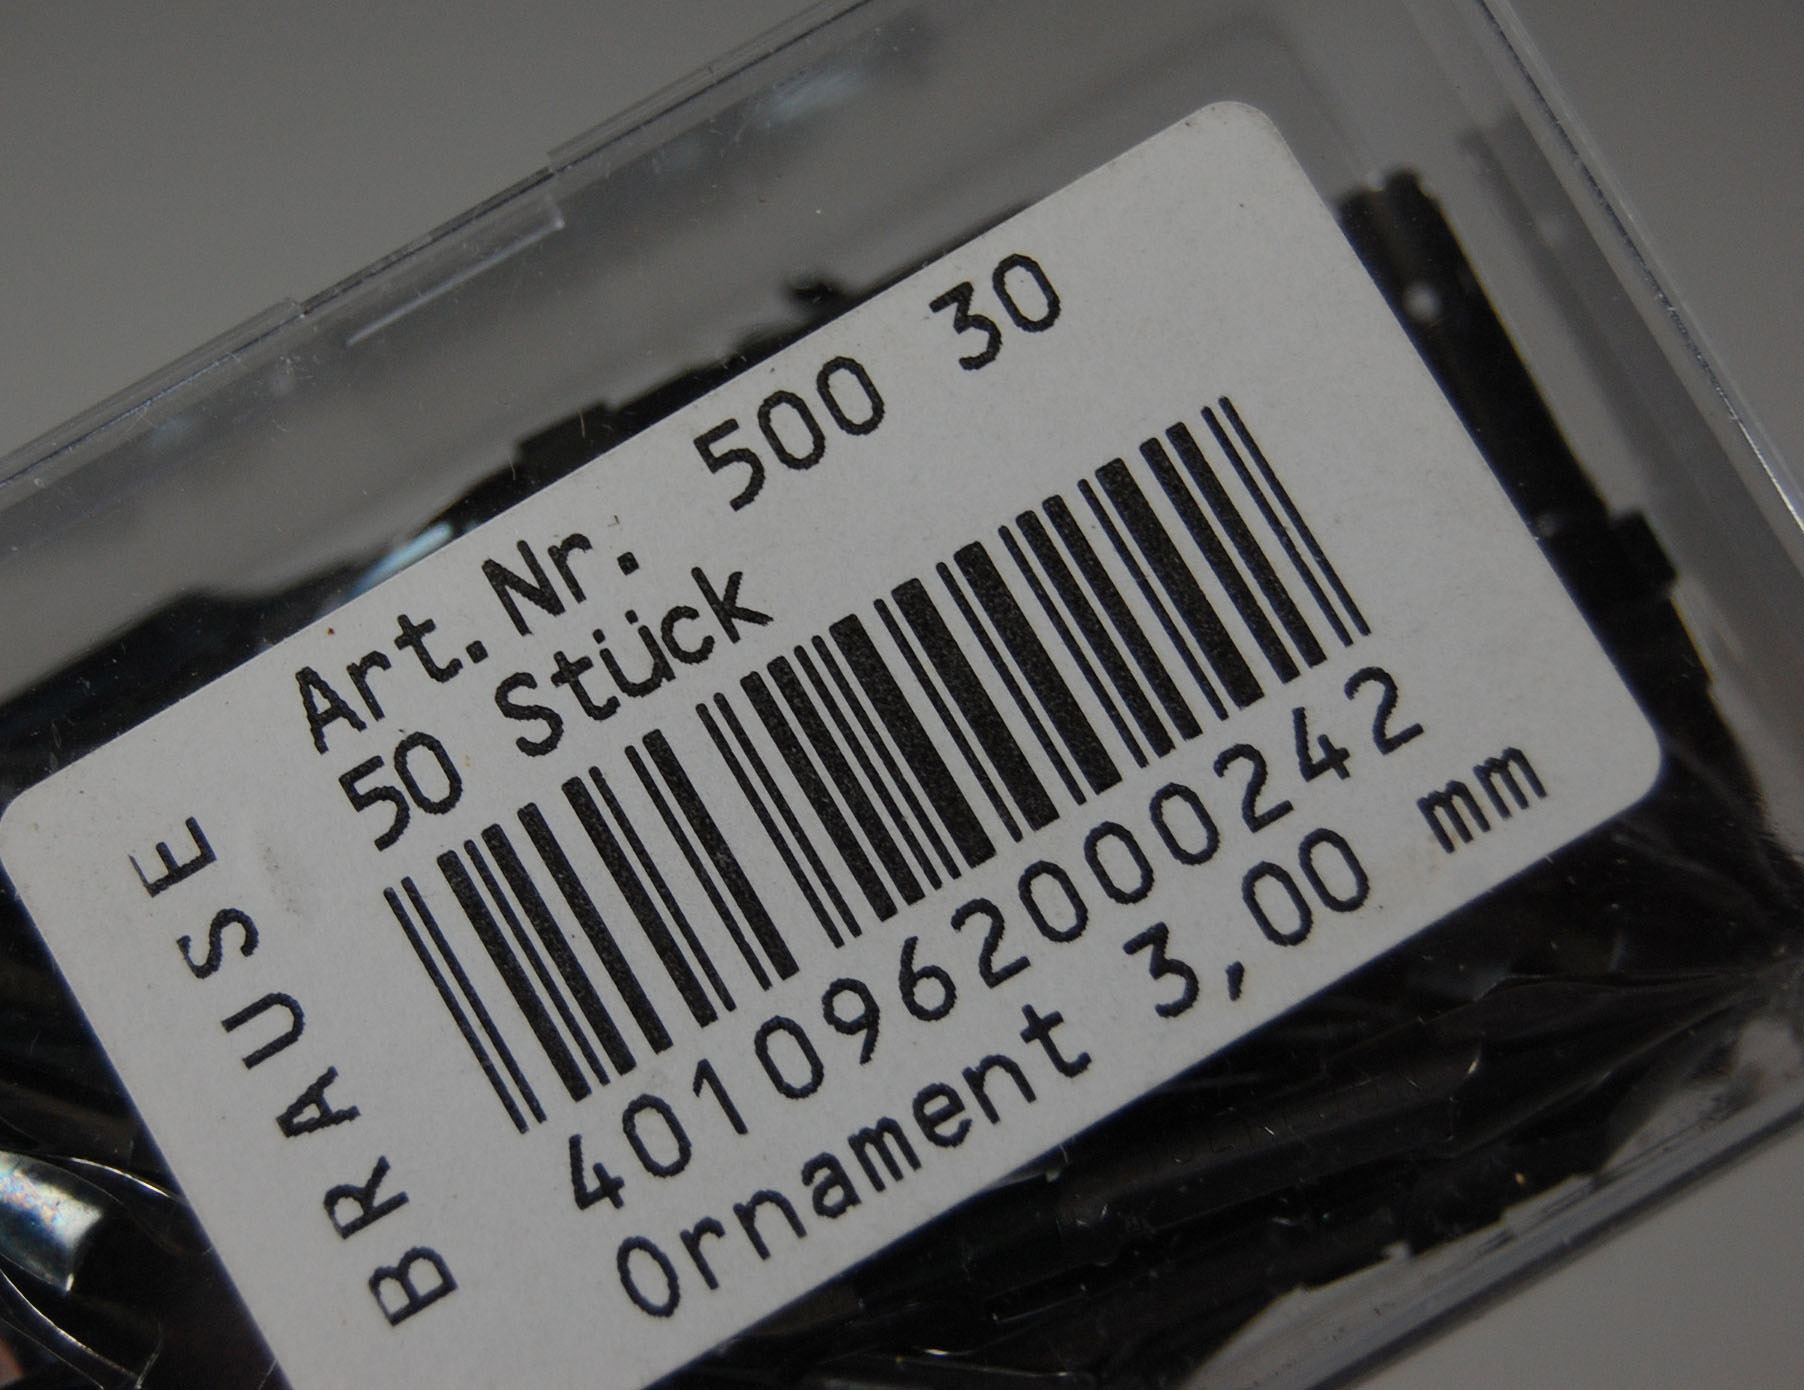 Art.Nr. 500 30
50 Stück
4010962000242
Ornament 3,00 mm
BRAUSE